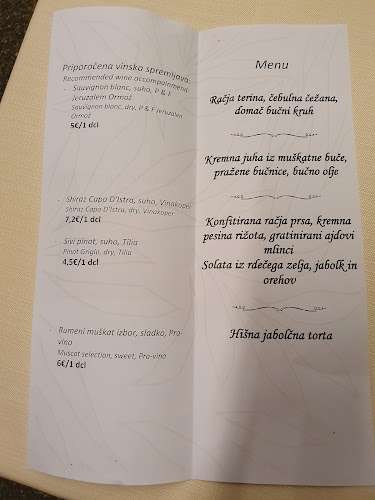 Priporočena vinska spremljava:
Recommended wine accompaniment:
- Sauvignon blanc, suho, P & F
Jeruzalem Ormož
Sauvignon blanc, dry, P & F Jeruzalem
Ormož
5€/1 dcl
- Shiraz Capo D'Istra, suho, Vinakoper
Shiraz Capo D'Istra, dry, Vinakoper
7,2€/1 dcl
- Sivi pinot, suho, Tilia
Pinot Grigio, dry, Tilia
4,5€/1 dcl
- Rumeni muškat izbor, sladko, Pra-
vino
Muscat selection, sweet, Pra-vino
6€/1 dcl
Menu
Račja terina, čebulna čežana,
domač bučni kruh
Kremna juha iz muškatne buče,
pražene bučnice, bučno olje
Konfitirana račja prsa, kremna
pesina rižota, gratinirani ajdovi
mlinci
Solata iz rdečega zelja, jabolk in
orehov
Hišna jabolčna torta